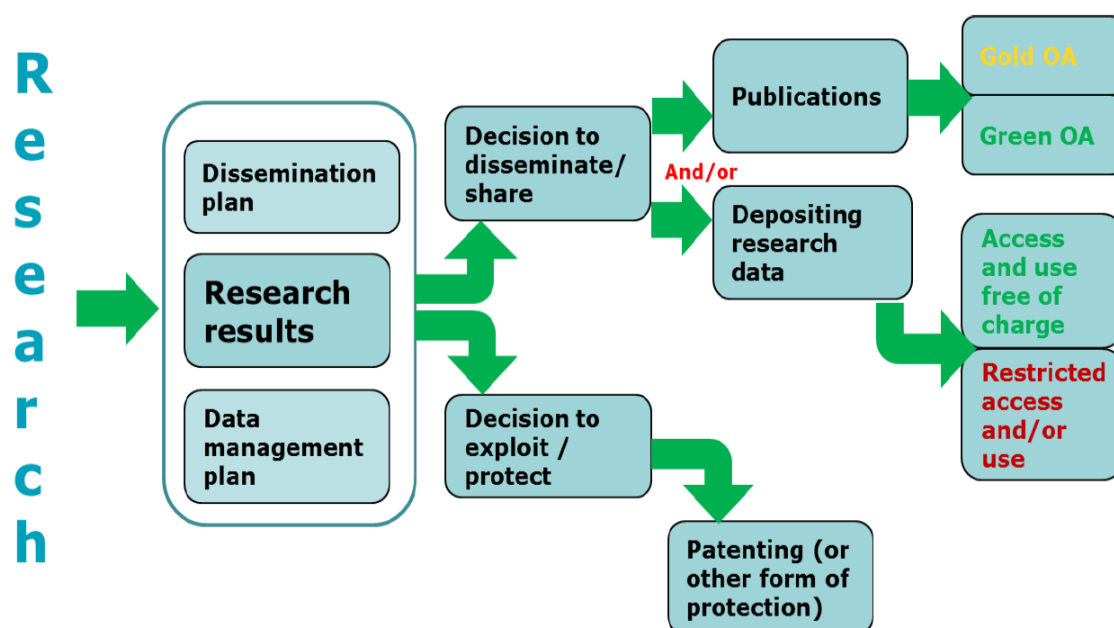 Research
Dissemination
plan
Research
results
Data
management
plan
Decision to
disseminate/
share
Decision to
exploit /
protect
And/or
Publications
Depositing
research
data
Patenting (or
other form of
protection)
Gold OA
Green OA
Access
and use
free of
charge
Restricted
access
and/or
use